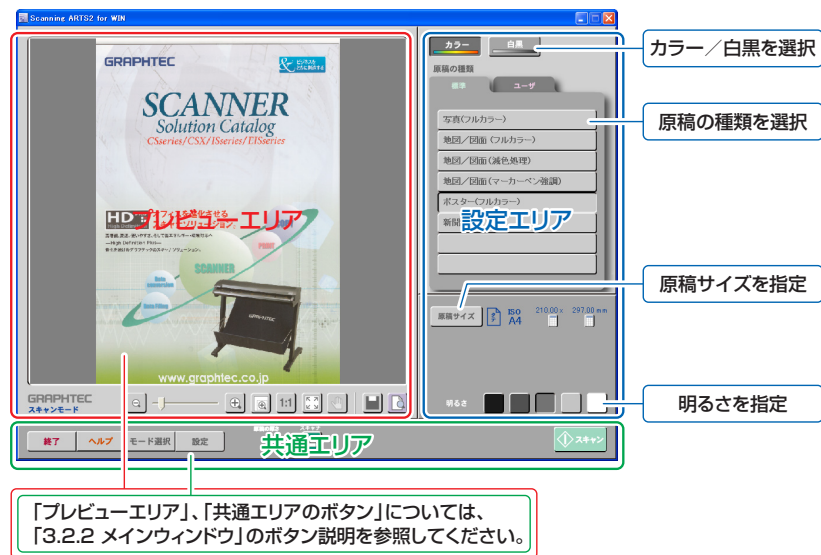 Scanning ARTS2 for WIN
GRAPHTEC
&
SCANNER
Solution Catalog
CSseries/CSX/ISseries/EISseries
プレビューエリア
SCANNER
GRAPHTEC
www.graphtec.co.jp
GRAPHTEC
スキャンモード
1:1
カラー
白黒
原稿の種類
標準
ユーザ
写真(フルカラー)
地図/図面 (フルカラー)
地図/図面 (減色処理)
地図/図面 (マーカーペン強調)
ポスター(フルカラー)
新聞
設定エリア
原稿サイズ
ISO
A4
210.00 x 297.00 mm
明るさ
終了
ヘルプ
モード選択
設定
共通エリア
スキャン
カラー/白黒を選択
原稿の種類を選択
原稿サイズを指定
明るさを指定
「プレビューエリア」、「共通エリアのボタン」については、
「3.2.2 メインウィンドウ」のボタン説明を参照してください。